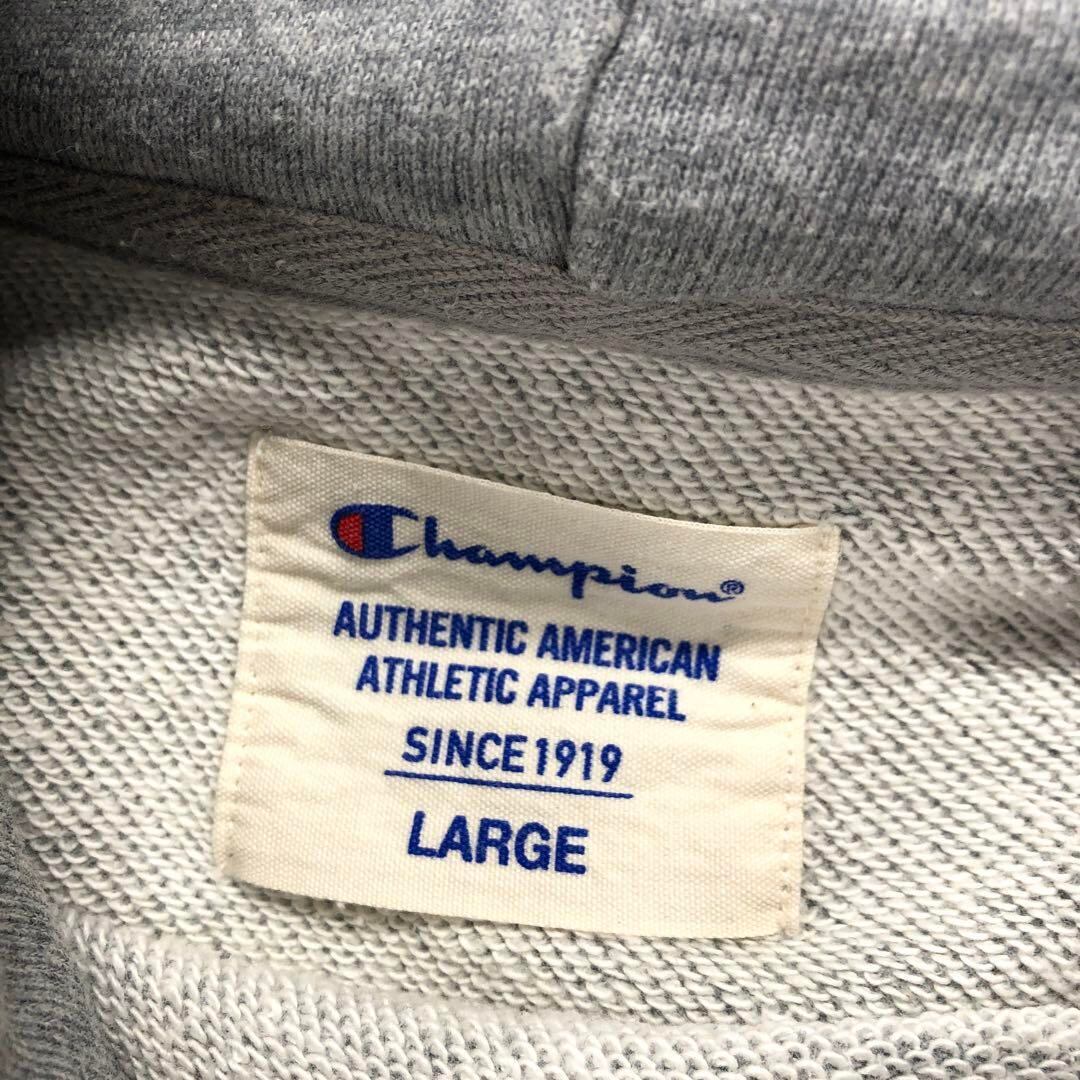 Champion®
AUTHENTIC AMERICAN
ATHLETIC APPAREL
SINCE 1919
LARGE